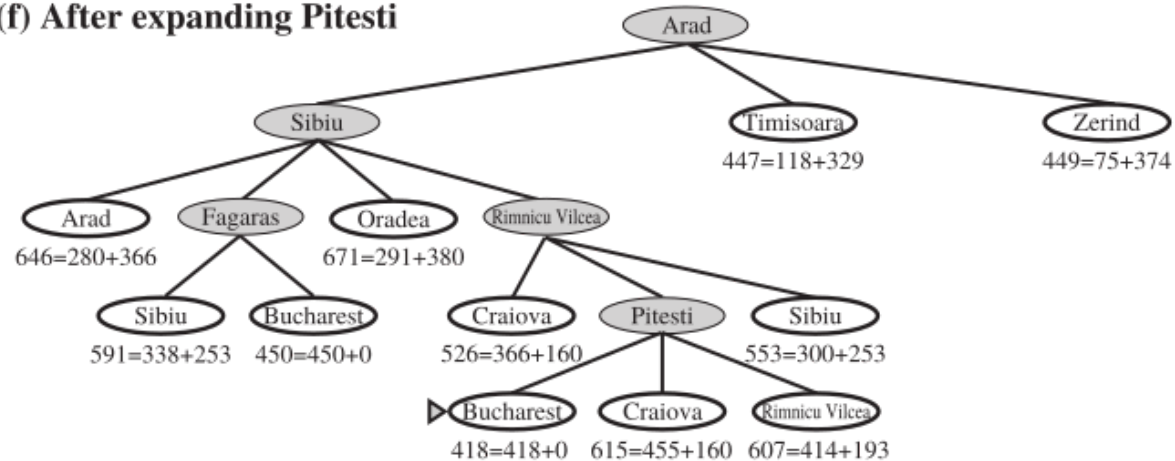 (f) After expanding Pitesti
Arad
Sibiu
Timisoara
Zerind
447=118+329
449=75+374
Arad
Fagaras
Oradea
Rimnicu Vilcea
646=280+366
671=291+380
Sibiu
Bucharest
Craiova
Pitesti
Sibiu
591=338+253
450=450+0
526=366+160
553=300+253
Bucharest
Craiova
Rimnicu Vilcea
418=418+0
615=455+160
607=414+193